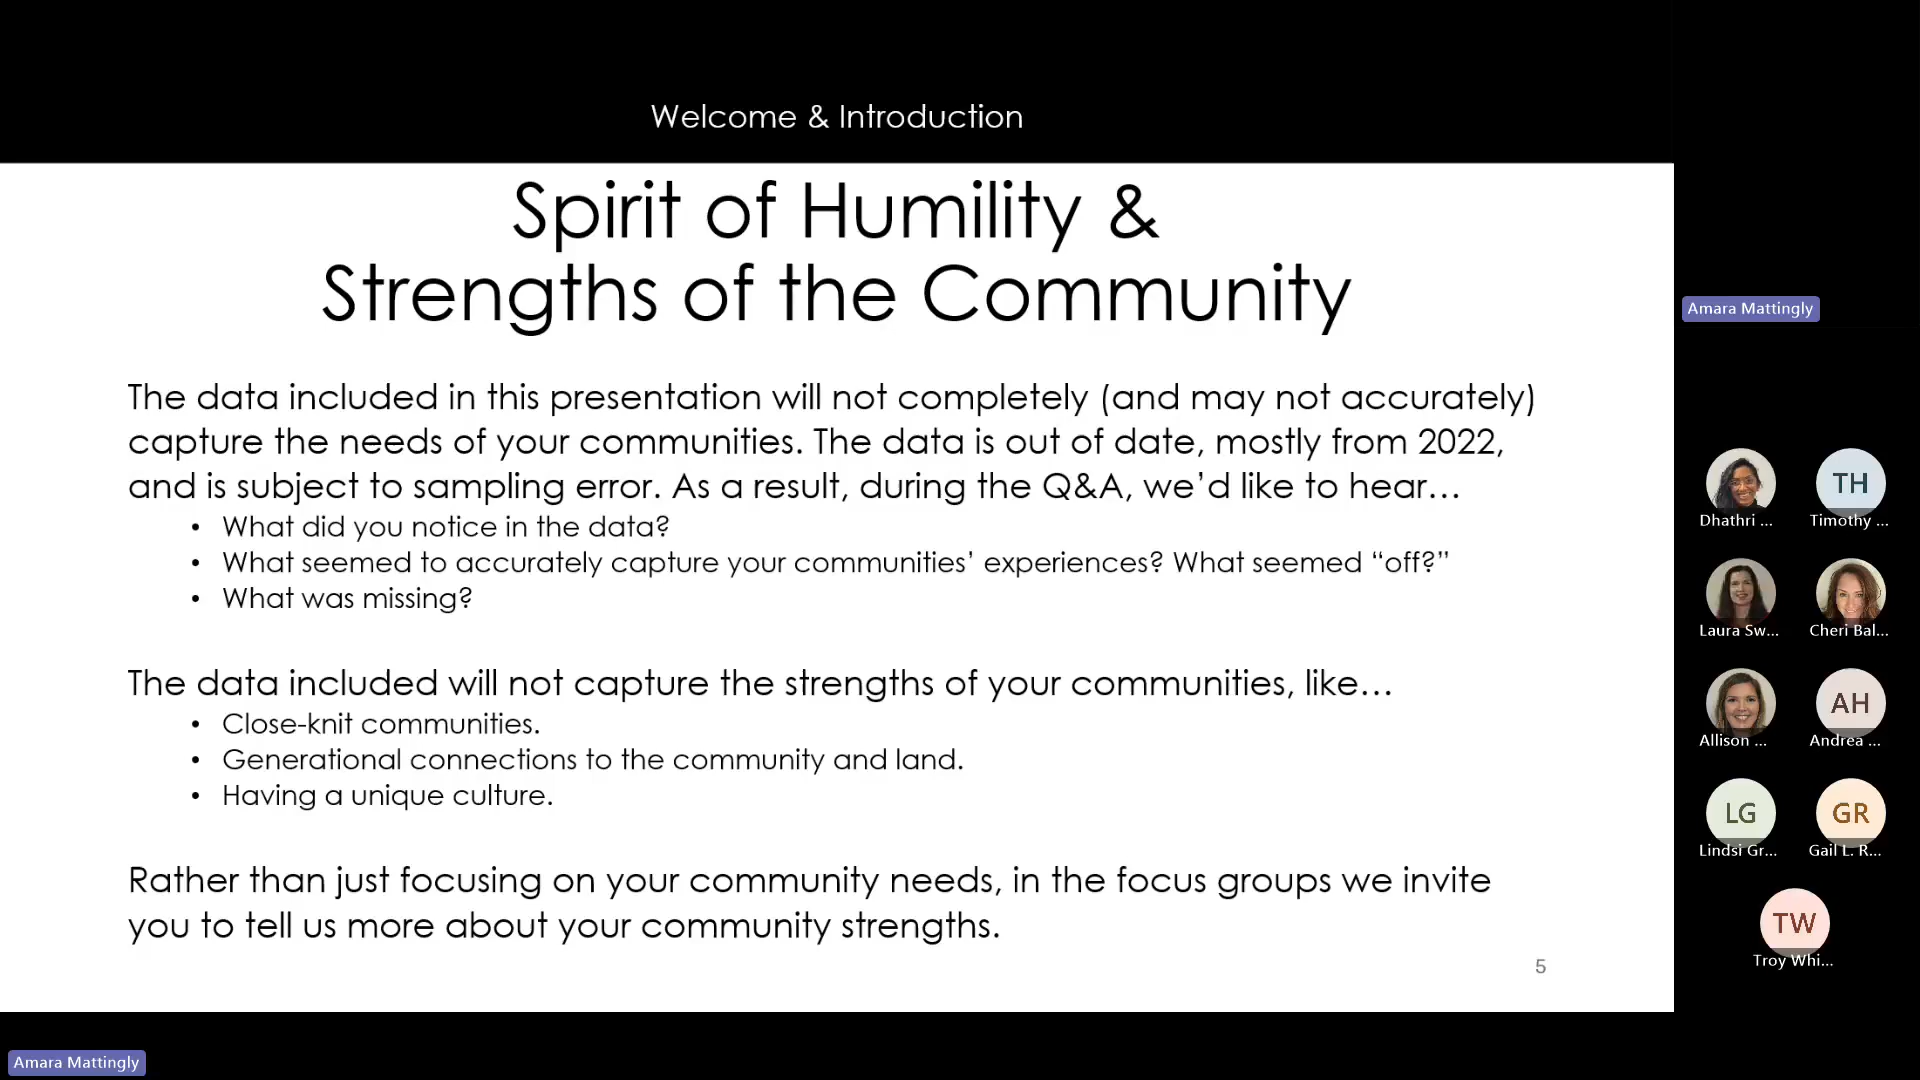 Welcome & Introduction
Spirit of Humility &
Strengths of the Community
The data included in this presentation will not completely (and may not accurately)
capture the needs of your communities. The data is out of date, mostly from 2022,
and is subject to sampling error. As a result, during the Q&A, we’d like to hear…
• What did you notice in the data?
• What seemed to accurately capture your communities’ experiences? What seemed “off?”
• What was missing?
The data included will not capture the strengths of your communities, like…
• Close-knit communities.
• Generational connections to the community and land.
• Having a unique culture.
Rather than just focusing on your community needs, in the focus groups we invite
you to tell us more about your community strengths.
5
Amara Mattingly
Dhathri ...
TH
Timothy ...
Laura Sw...
Cheri Bal...
Allison ...
AH
Andrea ...
LG
Lindsi Gr...
GR
Gail L. R...
TW
Troy Whi...
Amara Mattingly